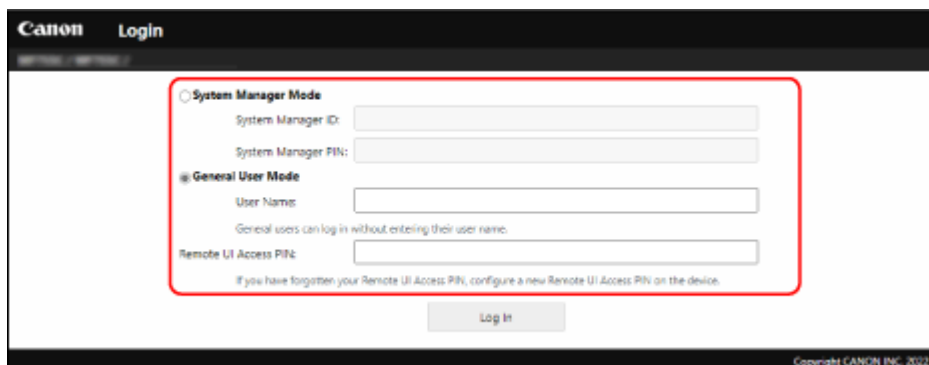 Canon Login
System Manager Mode
System Manager ID:
System Manager PIN:
General User Mode
User Name:
General users can log in without entering their user name.
Remote UI Access PIN:
If you have forgotten your Remote UI Access PIN, configure a new Remote UI Access PIN on the device.
Log In
Copyright CANON INC. 2022